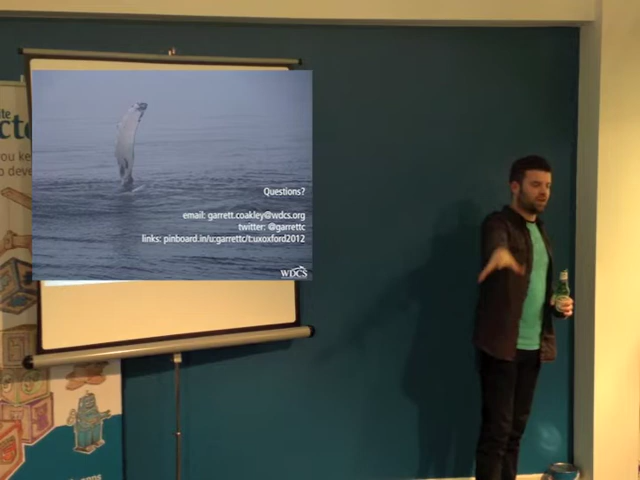 Questions?
email: garrett.coakley@wdcs.org
twitter: @garrettc
links: pinboard.in/u:garrettc/t:uxoxford2012
WDCS